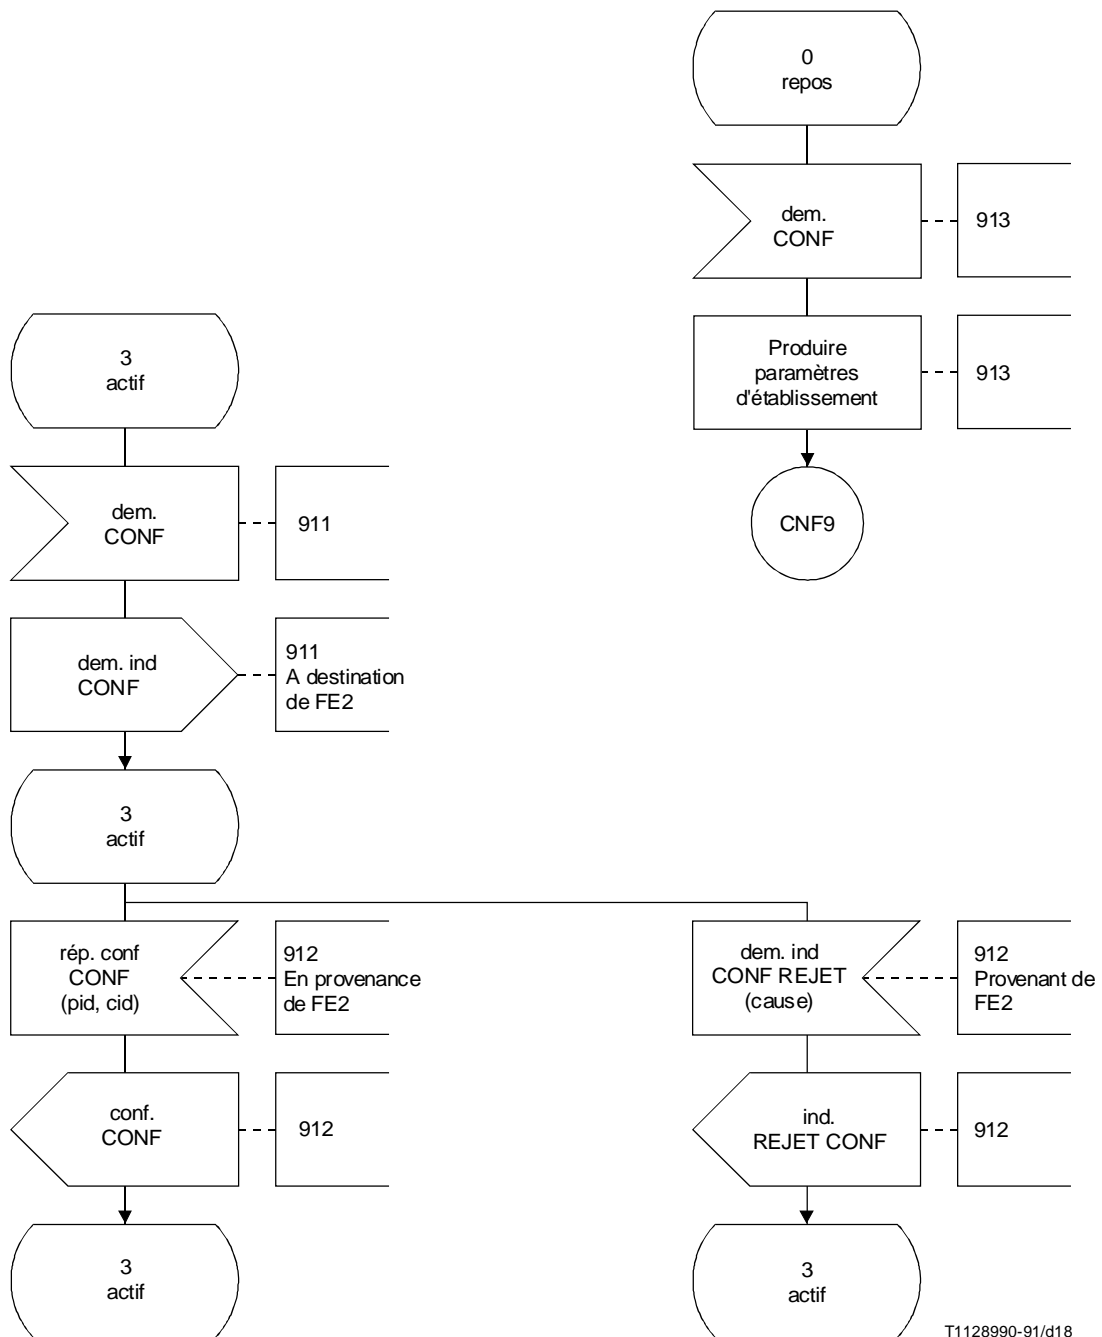 0
repos
dem.
CONF
913
Produire
paramètres
d'établissement
913
CNF9
3
actif
dem.
CONF
911
dem. ind
CONF
911
A destination
de FE2
3
actif
rép. conf
CONF
(pid, cid)
912
En provenance
de FE2
dem. ind
CONF REJET
(cause)
912
Provenant de
FE2
conf.
CONF
912
ind.
REJET CONF
912
3
actif
3
actif
T1128990-91/d18